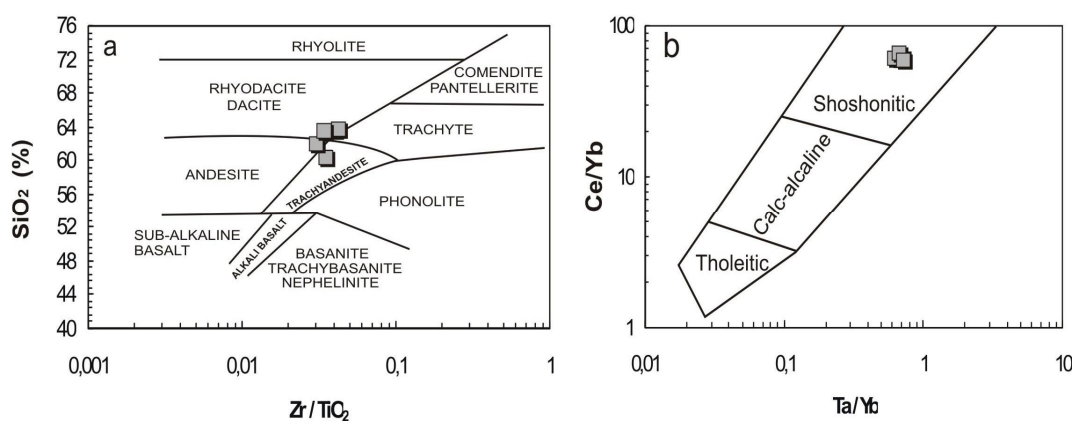 a
76
72
68
64
60
56
52
48
44
40
SiO₂ (%)
RHYOLITE
COMENDITE
PANTELLERITE
RHYODACITE
DACITE
TRACHYTE
ANDESITE
TRACHYANDESITE
PHONOLITE
SUB-ALKALINE
BASALT
ALKALI BASALT
BASANITE
TRACHYBASANITE
NEPHELINITE
0,001
0,01
0,1
1
Zr/TiO₂
b
100
10
1
Ce/Yb
Shoshonitic
Calc-alcaline
Tholeitic
0,01
0,1
1
10
Ta/Yb